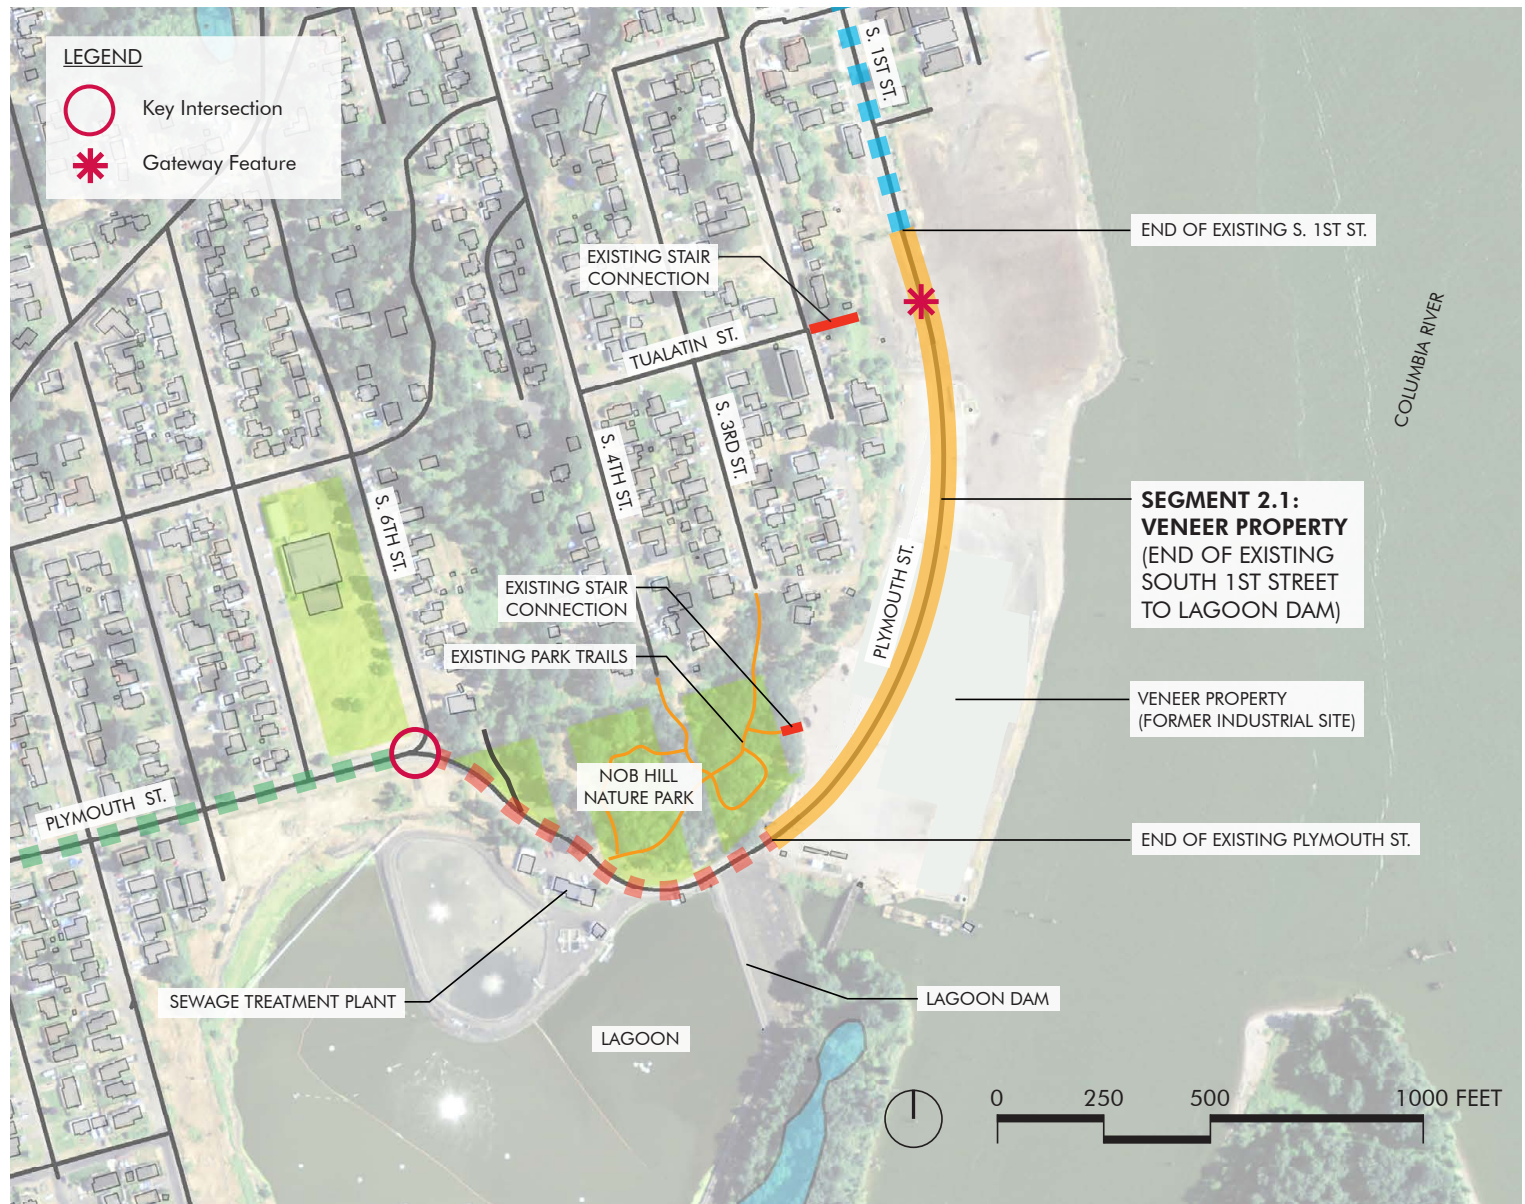 LEGEND
Key Intersection
Gateway Feature
S. 1ST ST.
END OF EXISTING S. 1ST ST.
EXISTING STAIR
CONNECTION
TUALATIN ST.
COLUMBIA RIVER
S. 3RD ST.
S. 4TH ST.
S. 6TH ST.
SEGMENT 2.1:
VENEER PROPERTY
(END OF EXISTING
SOUTH 1ST STREET
TO LAGOON DAM)
PLYMOUTH ST.
EXISTING STAIR
CONNECTION
EXISTING PARK TRAILS
VENEER PROPERTY
(FORMER INDUSTRIAL SITE)
NOB HILL
NATURE PARK
PLYMOUTH ST.
END OF EXISTING PLYMOUTH ST.
SEWAGE TREATMENT PLANT
LAGOON DAM
LAGOON
0 250 500 1000 FEET